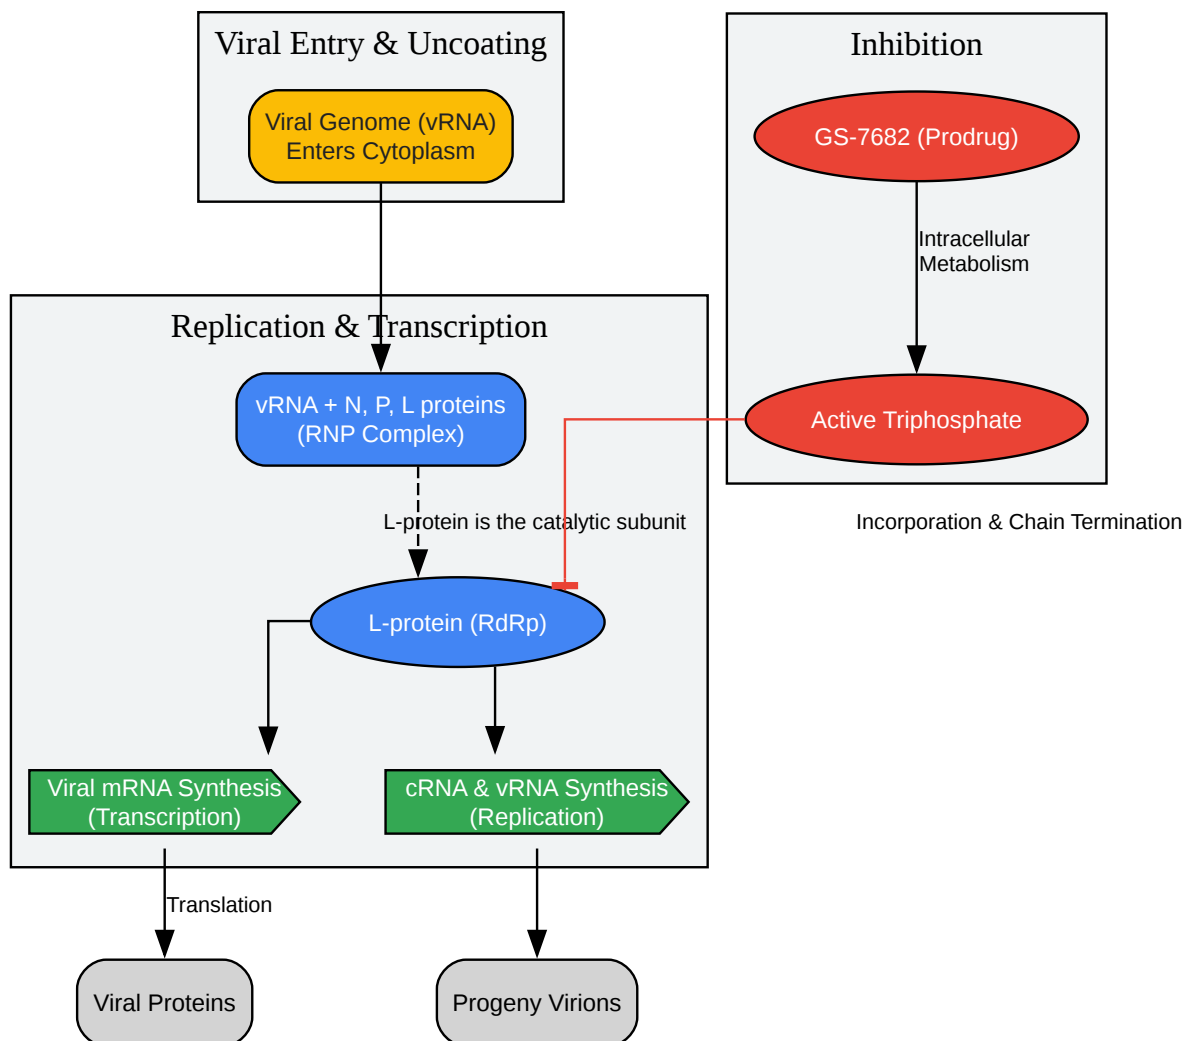 Viral Entry & Uncoating
Viral Genome (vRNA)
Enters Cytoplasm
Inhibition
GS-7682 (Prodrug)
Intracellular
Metabolism
Active Triphosphate
Incorporation & Chain Termination
Replication & Transcription
vRNA + N, P, L proteins
(RNP Complex)
L-protein is the catalytic subunit
L-protein (RdRp)
Viral mRNA Synthesis
(Transcription)
cRNA & vRNA Synthesis
(Replication)
Translation
Viral Proteins
Progeny Virions